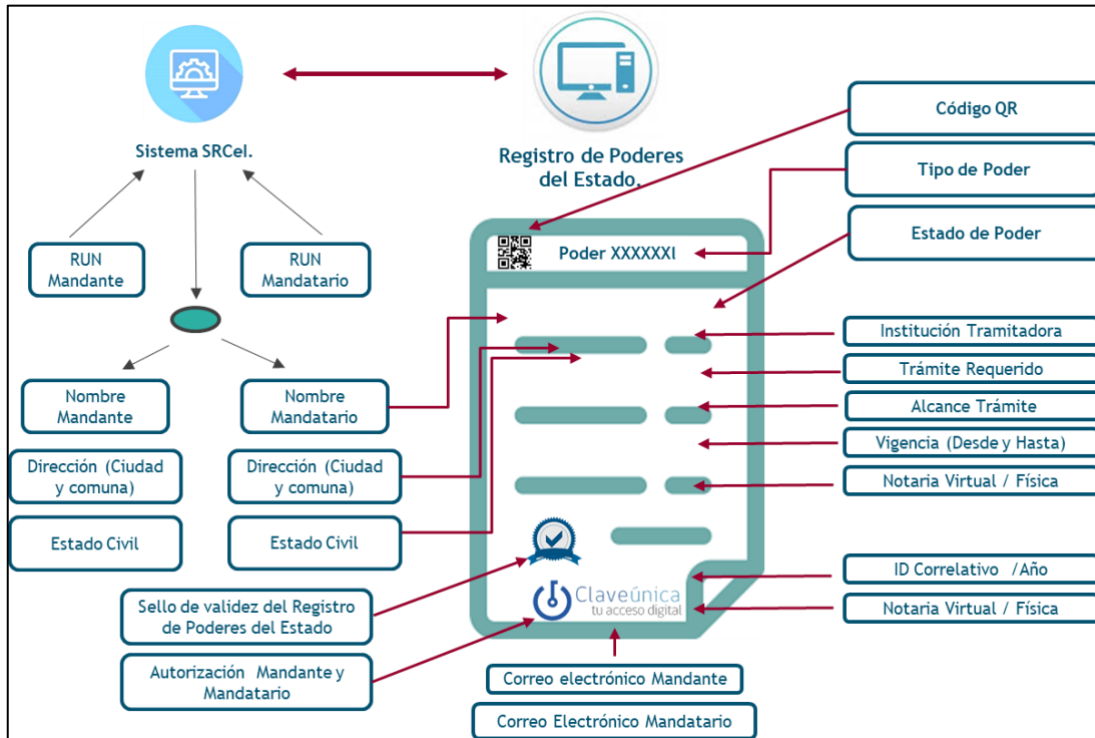 Sistema SRCeI.
Registro de Poderes
del Estado.
Código QR
Tipo de Poder
Estado de Poder
RUN
Mandante
RUN
Mandatario
Poder XXXXXXI
Institución Tramitadora
Trámite Requerido
Alcance Trámite
Vigencia (Desde y Hasta)
Notaria Virtual / Física
Nombre
Mandante
Nombre
Mandatario
Dirección (Ciudad
y comuna)
Dirección (Ciudad
y comuna)
Estado Civil
Estado Civil
Sello de validez del Registro
de Poderes del Estado
Autorización Mandante y
Mandatario
Claveúnica
tu acceso digital
ID Correlativo /Año
Notaria Virtual / Física
Correo electrónico Mandante
Correo Electrónico Mandatario